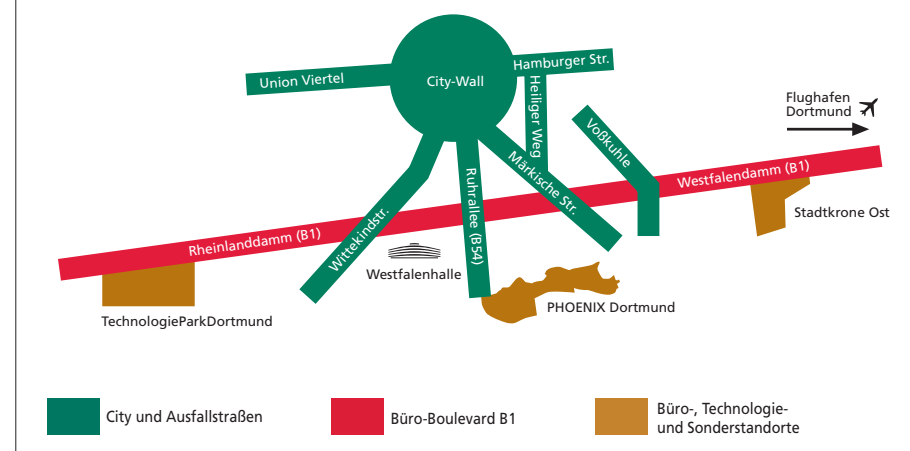 Union Viertel
City-Wall
Hamburger Str.
Heiliger Weg
Voßkuhle
Märkische Str.
Ruhrallee (B54)
Wittekindstr.
Flughafen
Dortmund
Westfalendamm (B1)
Stadtkrone Ost
Rheinlanddamm (B1)
Westfalenhalle
PHOENIX Dortmund
TechnologieParkDortmund
City und Ausfallstraßen
Büro-Boulevard B1
Büro-, Technologie-
und Sonderstandorte